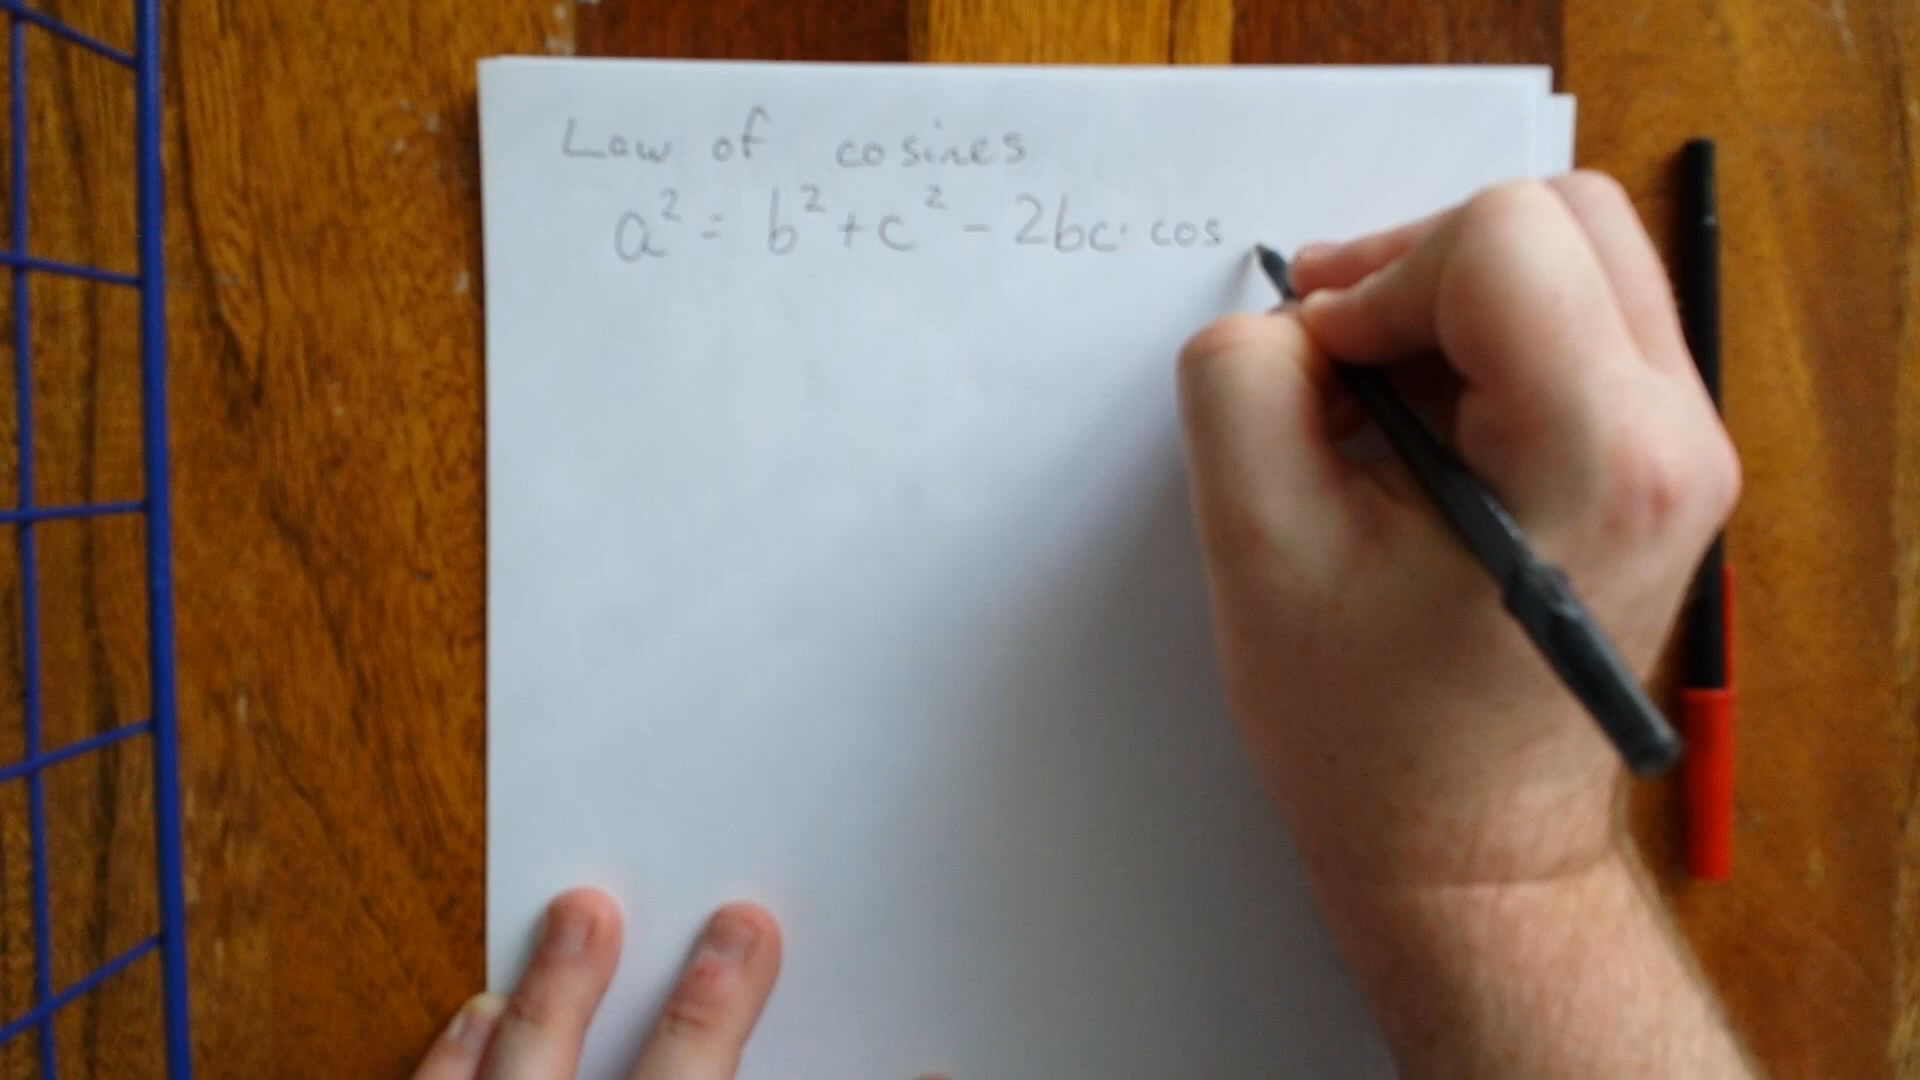 Law of cosines
a² = b² + c² - 2bc · cos